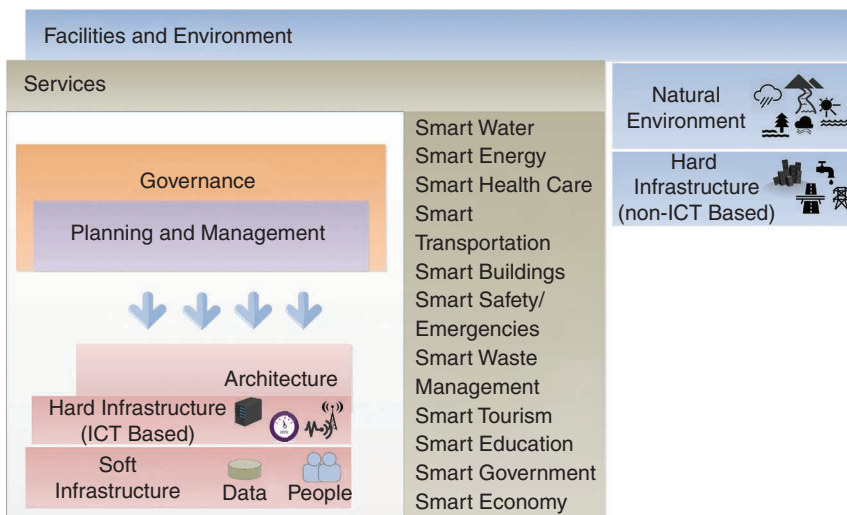 Facilities and Environment
Services
Governance
Planning and Management
Architecture
Hard Infrastructure
(ICT Based)
Soft
Infrastructure
Data
People
Smart Water
Smart Energy
Smart Health Care
Smart
Transportation
Smart Buildings
Smart Safety/
Emergencies
Smart Waste
Management
Smart Tourism
Smart Education
Smart Government
Smart Economy
Natural
Environment
Hard
Infrastructure
(non-ICT Based)